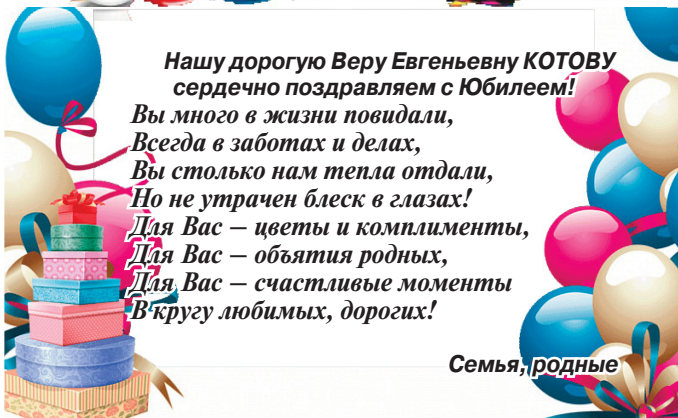 Нашу дорогую Веру Евгеньевну КОТОВУ
сердечно поздравляем с Юбилеем!
Вы много в жизни повидали,
Всегда в заботах и делах,
Вы столько нам тепла отдали,
Но не утрачен блеск в глазах!
Для Вас – цветы и комплименты,
Для Вас – объятия родных,
Для Вас – счастливые моменты
В кругу любимых, дорогих!
Семья, родные